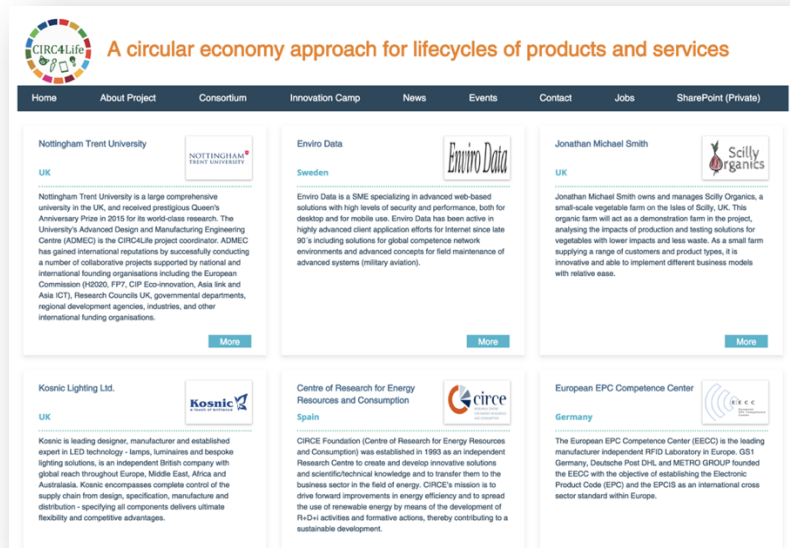 CIRC4Life
A circular economy approach for lifecycles of products and services
Home About Project Consortium Innovation Camp News Events Contact Jobs SharePoint (Private)
Nottingham Trent University
NOTTINGHAM
TRENT UNIVERSITY
UK
Nottingham Trent University is a large comprehensive
university in the UK, and received prestigious Queen's
Anniversary Prize in 2015 for its world-class research. The
University's Advanced Design and Manufacturing Engineering
Centre (ADMEC) is the CIRC4Life project coordinator. ADMEC
has gained international reputations by successfully conducting
a number of collaborative projects supported by national and
international founding organisations including the European
Commission (H2020, FP7, CIP Eco-innovation, Asia link and
Asia ICT), Research Councils UK, governmental departments,
regional development agencies, industries, and other
international funding organisations.
More
Enviro Data
Enviro Data
Sweden
Enviro Data is a SME specializing in advanced web-based
solutions with high levels of security and performance, both for
desktop and for mobile use. Enviro Data has been active in
highly advanced client application efforts for Internet since late
90´s including solutions for global competence network
environments and advanced concepts for field maintenance of
advanced systems (military aviation).
More
Jonathan Michael Smith
Scilly
Organics
UK
Jonathan Michael Smith owns and manages Scilly Organics, a
small-scale vegetable farm on the Isles of Scilly, UK. This
organic farm will act as a demonstration farm in the project,
analysing the impacts of production and testing solutions for
vegetables with lower impacts and less waste. As a small farm
supplying a range of customers and product types, it is
innovative and able to implement different business models
with relative ease.
More
Kosnic Lighting Ltd.
Kosnic
a touch of brilliance
UK
Kosnic is leading designer, manufacturer and established
expert in LED technology - lamps, luminaires and bespoke
lighting solutions, is an independent British company with
global reach throughout Europe, Middle East, Africa and
Australasia. Kosnic encompasses complete control of the
supply chain from design, specification, manufacture and
distribution - specifying all components delivers ultimate
flexibility and competitive advantages.
Centre of Research for Energy
Resources and Consumption
circe
Spain
CIRCE Foundation (Centre of Research for Energy Resources
and Consumption) was established in 1993 as an independent
Research Centre to create and develop innovative solutions
and scientific/technical knowledge and to transfer them to the
business sector in the field of energy. CIRCE's mission is to
drive forward improvements in energy efficiency and to spread
the use of renewable energy by means of the development of
R+D+i activities and formative actions, thereby contributing to a
sustainable development.
European EPC Competence Center
EECC
Germany
The European EPC Competence Center (EECC) is the leading
manufacturer independent RFID Laboratory in Europe. GS1
Germany, Deutsche Post DHL and METRO GROUP founded
the EECC with the objective of establishing the Electronic
Product Code (EPC) and the EPCIS as an international cross
sector standard within Europe.